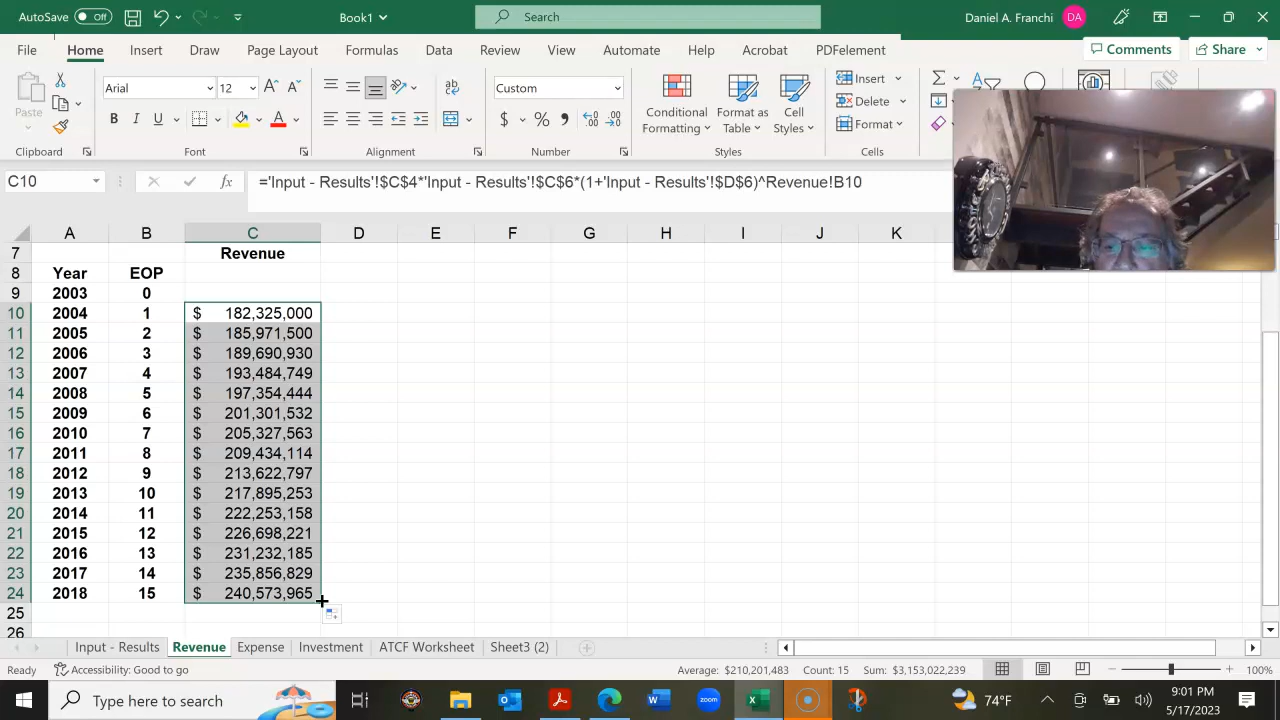 AutoSave Off Book1 Search Daniel A. Franchi DA
File Home Insert Draw Page Layout Formulas Data Review View Automate Help Acrobat PDFelement Comments Share
Paste Arial 12 Custom Conditional Formatting Format as Table Cell Styles Insert
B I U A $ % Delete
Format
Clipboard Font Alignment Number Styles Cells
C10 fx ='Input - Results'!$C$4*'Input - Results'!$C$6*(1+'Input - Results'!$D$6)^Revenue!B10
A B C D E F G H I J K
7 Revenue
8 Year EOP
9 2003 0
10 2004 1 $ 182,325,000
11 2005 2 $ 185,971,500
12 2006 3 $ 189,690,930
13 2007 4 $ 193,484,749
14 2008 5 $ 197,354,444
15 2009 6 $ 201,301,532
16 2010 7 $ 205,327,563
17 2011 8 $ 209,434,114
18 2012 9 $ 213,622,797
19 2013 10 $ 217,895,253
20 2014 11 $ 222,253,158
21 2015 12 $ 226,698,221
22 2016 13 $ 231,232,185
23 2017 14 $ 235,856,829
24 2018 15 $ 240,573,965
25
26
Input - Results Revenue Expense Investment ATCF Worksheet Sheet3 (2)
Ready Accessibility: Good to go Average: $210,201,483 Count: 15 Sum: $3,153,022,239 100%
Type here to search zoom 74°F 9:01 PM
5/17/2023